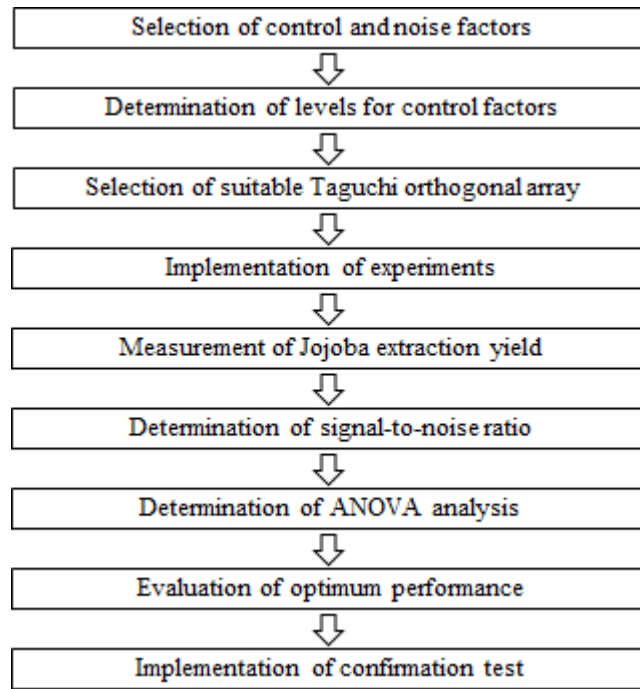 Selection of control and noise factors
Determination of levels for control factors
Selection of suitable Taguchi orthogonal array
Implementation of experiments
Measurement of Jojoba extraction yield
Determination of signal-to-noise ratio
Determination of ANOVA analysis
Evaluation of optimum performance
Implementation of confirmation test